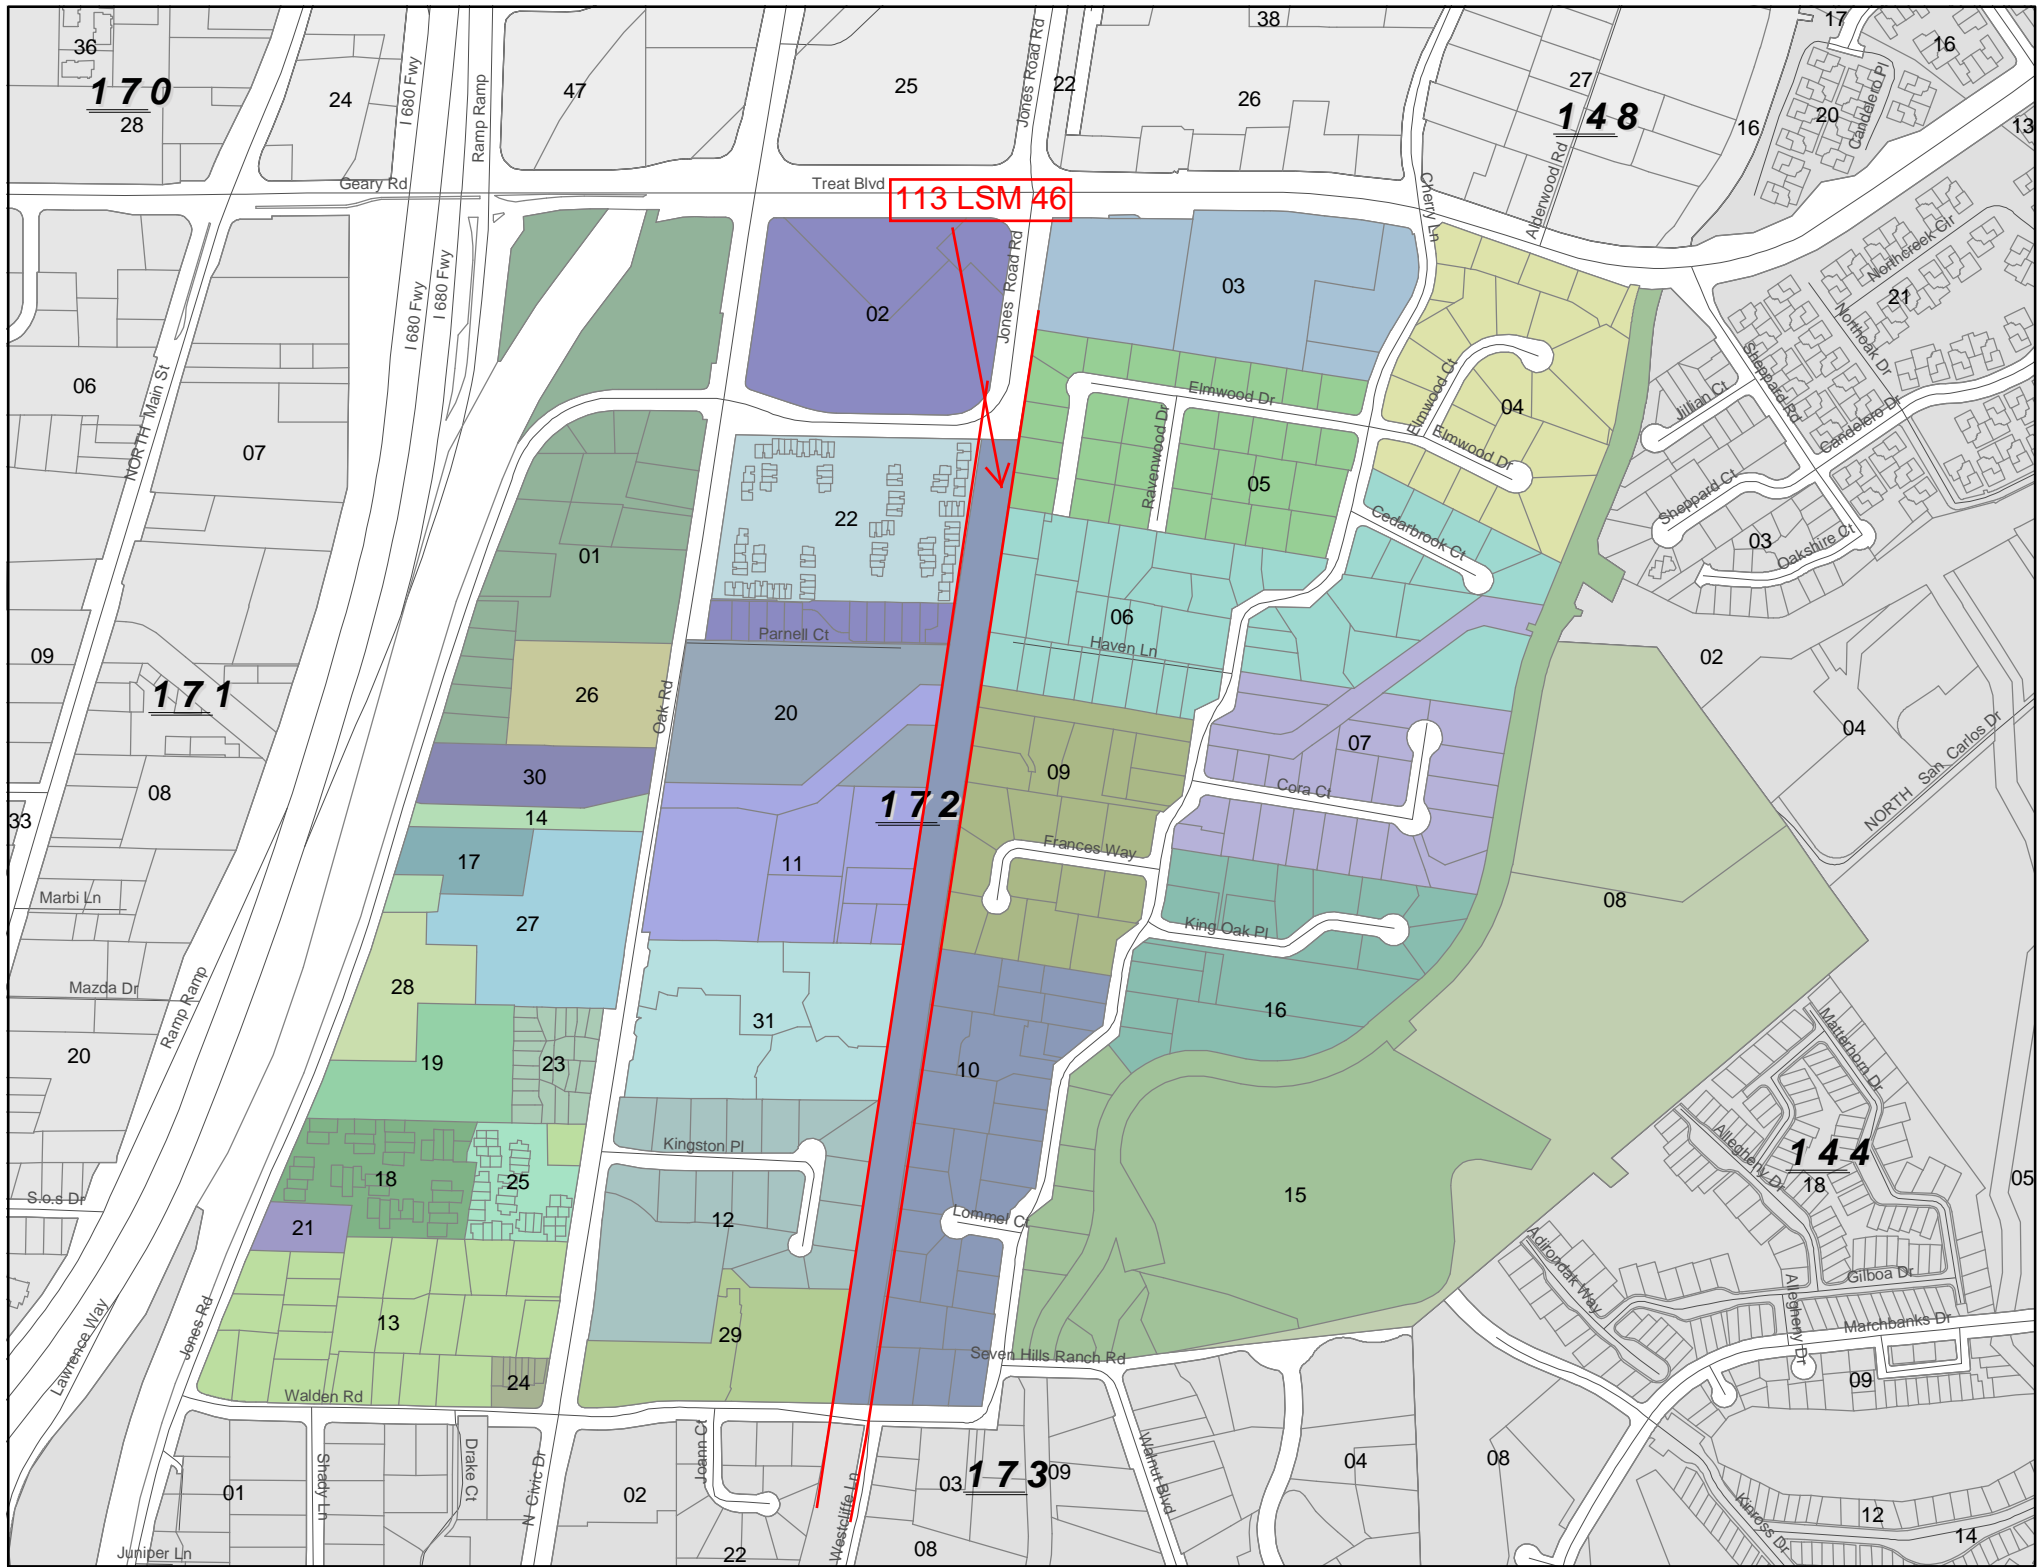 36
170
28
24
I 680 Fwy
Ramp Ramp
47
25
Jones Road Rd
22
38
26
27
148
16
17
16
20
Candelero Pl
13
Geary Rd
Treat Blvd
113 LSM 46
Cherry Ln
Alderwood Rd
Northcreek Clr
21
Northoak Dr
I 680 Fwy
I 680 Fwy
02
Jones Road Rd
03
06
NORTH Main St
07
Elmwood Dr
Elmwood Ct
04
Elmwood Dr
Sheppard Rd
Jillian Ct
Candelero Dr
Ravenwood Dr
05
22
01
Cedarbrook Ct
Sheppard Ct
03
Oakshire Ct
06
Haven Ln
Parnell Ct
09
171
26
Oak Rd
20
02
04
NORTH San Carlos Dr
07
09
Cora Ct
30
08
33
14
172
17
11
Frances Way
Marbi Ln
27
King Oak Pl
08
Mazda Dr
Ramp Ramp
28
31
16
Matterhorn Dr
20
19
23
10
Kingston Pl
Allegheny Dr
144
18
05
18
25
15
S.o.s Dr
21
12
Lommel Ct
Adirondak Way
Allegheny Dr
Gilboa Dr
Marchbanks Dr
Lawrence Way
Jones Rd
13
29
Seven Hills Ranch Rd
24
Walden Rd
09
01
Shady Ln
Drake Ct
N Civic Dr
02
Joann Ct
22
Westcliffe Ln
03
173
09
08
Walnut Blvd
04
08
Kinross Dr
12
14
Juniper Ln